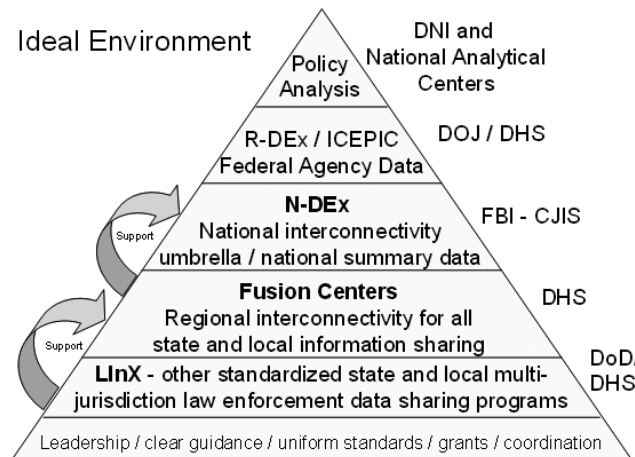 Ideal Environment
DNI and
National Analytical
Centers
Policy
Analysis
R-DEx / ICEPIC
Federal Agency Data
DOJ / DHS
N-DEx
National interconnectivity
umbrella / national summary data
FBI - CJIS
Support
Fusion Centers
Regional interconnectivity for all
state and local information sharing
DHS
Support
LInX - other standardized state and local multi-
jurisdiction law enforcement data sharing programs
DoD/
DHS
Leadership / clear guidance / uniform standards / grants / coordination